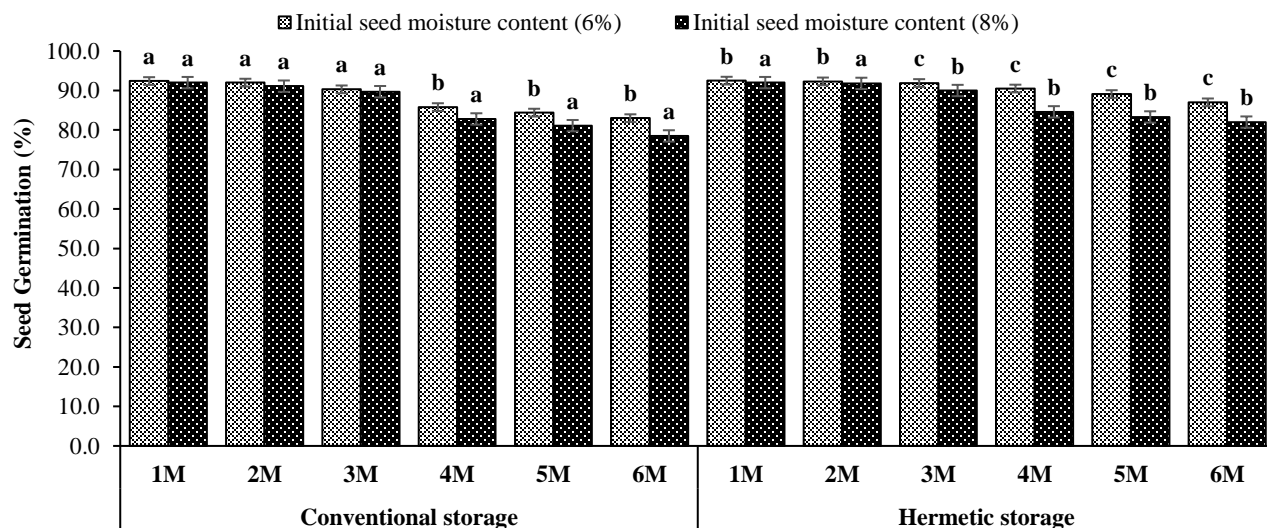 Initial seed moisture content (6%) Initial seed moisture content (8%)
100.0
90.0
80.0
70.0
60.0
50.0
40.0
30.0
20.0
10.0
0.0
Seed Germination (%)
a a a a a a b a b a b a b a b a c b c b c b c b
1M 2M 3M 4M 5M 6M 1M 2M 3M 4M 5M 6M
Conventional storage Hermetic storage